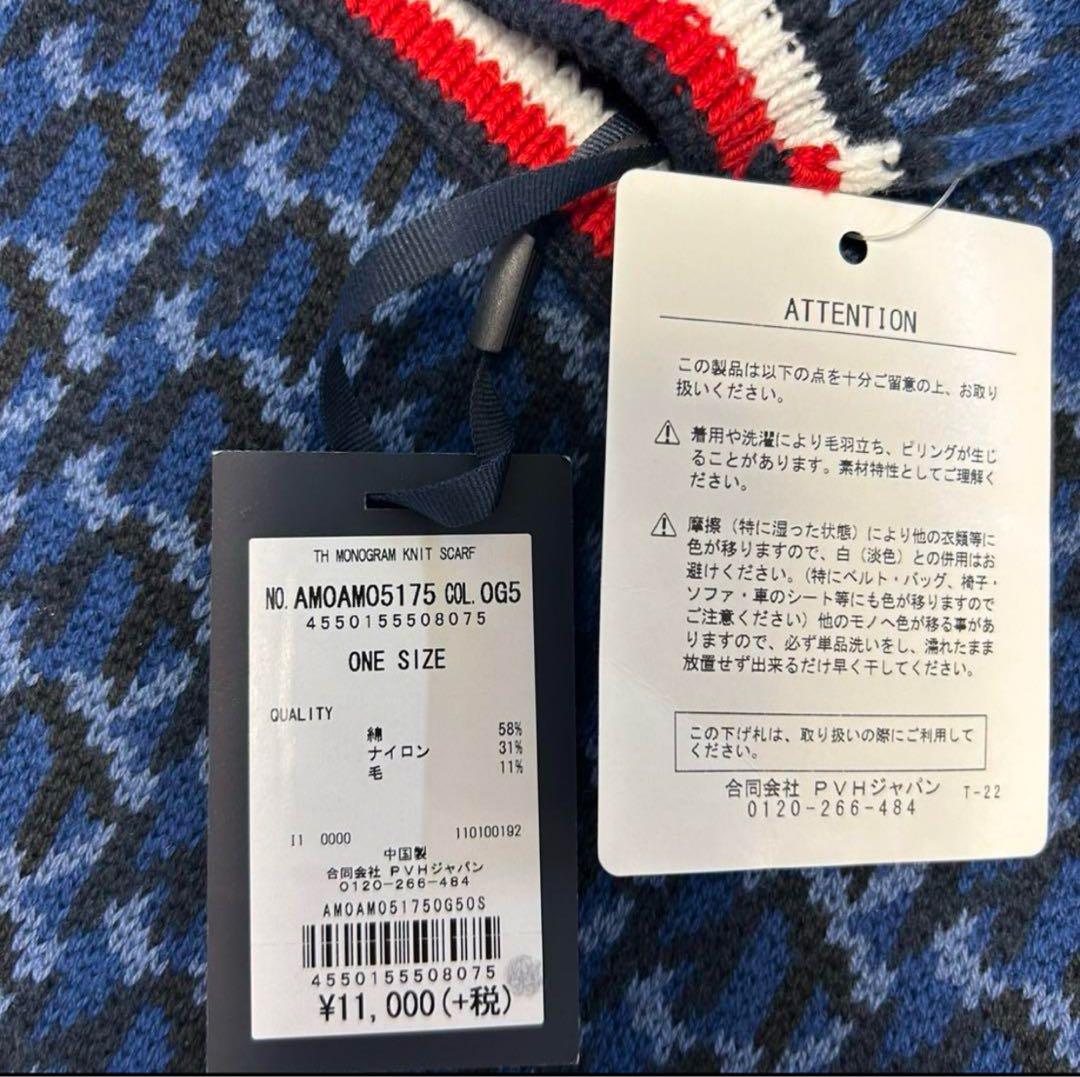 TH MONOGRAM KNIT SCARF
NO. AM0AM05175 COL. 0G5
4550155508075
ONE SIZE
QUALITY
綿 58%
ナイロン 31%
毛 11%
I1 0000 110100192
中国製
合同会社 PVHジャパン
0120-266-484
AM0AM051750G50S
4550155508075
¥11,000(+税)
ATTENTION
この製品は以下の点を十分ご留意の上、お取り
扱いください。
⚠ 着用や洗濯により毛羽立ち、ピリングが生じ
ることがあります。素材特性としてご理解く
ださい。
⚠ 摩擦（特に湿った状態）により他の衣類等に
色が移りますので、白（淡色）との併用はお
避けください。（特にベルト・バッグ、椅子・
ソファ・車のシート等にも色が移りますので
ご注意ください）他のモノへ色が移る事があ
りますので、必ず単品洗いをし、濡れたまま
放置せず出来るだけ早く干してください。
この下げ札は、取り扱いの際にご利用して
ください。
合同会社 PVHジャパン T-22
0120-266-484